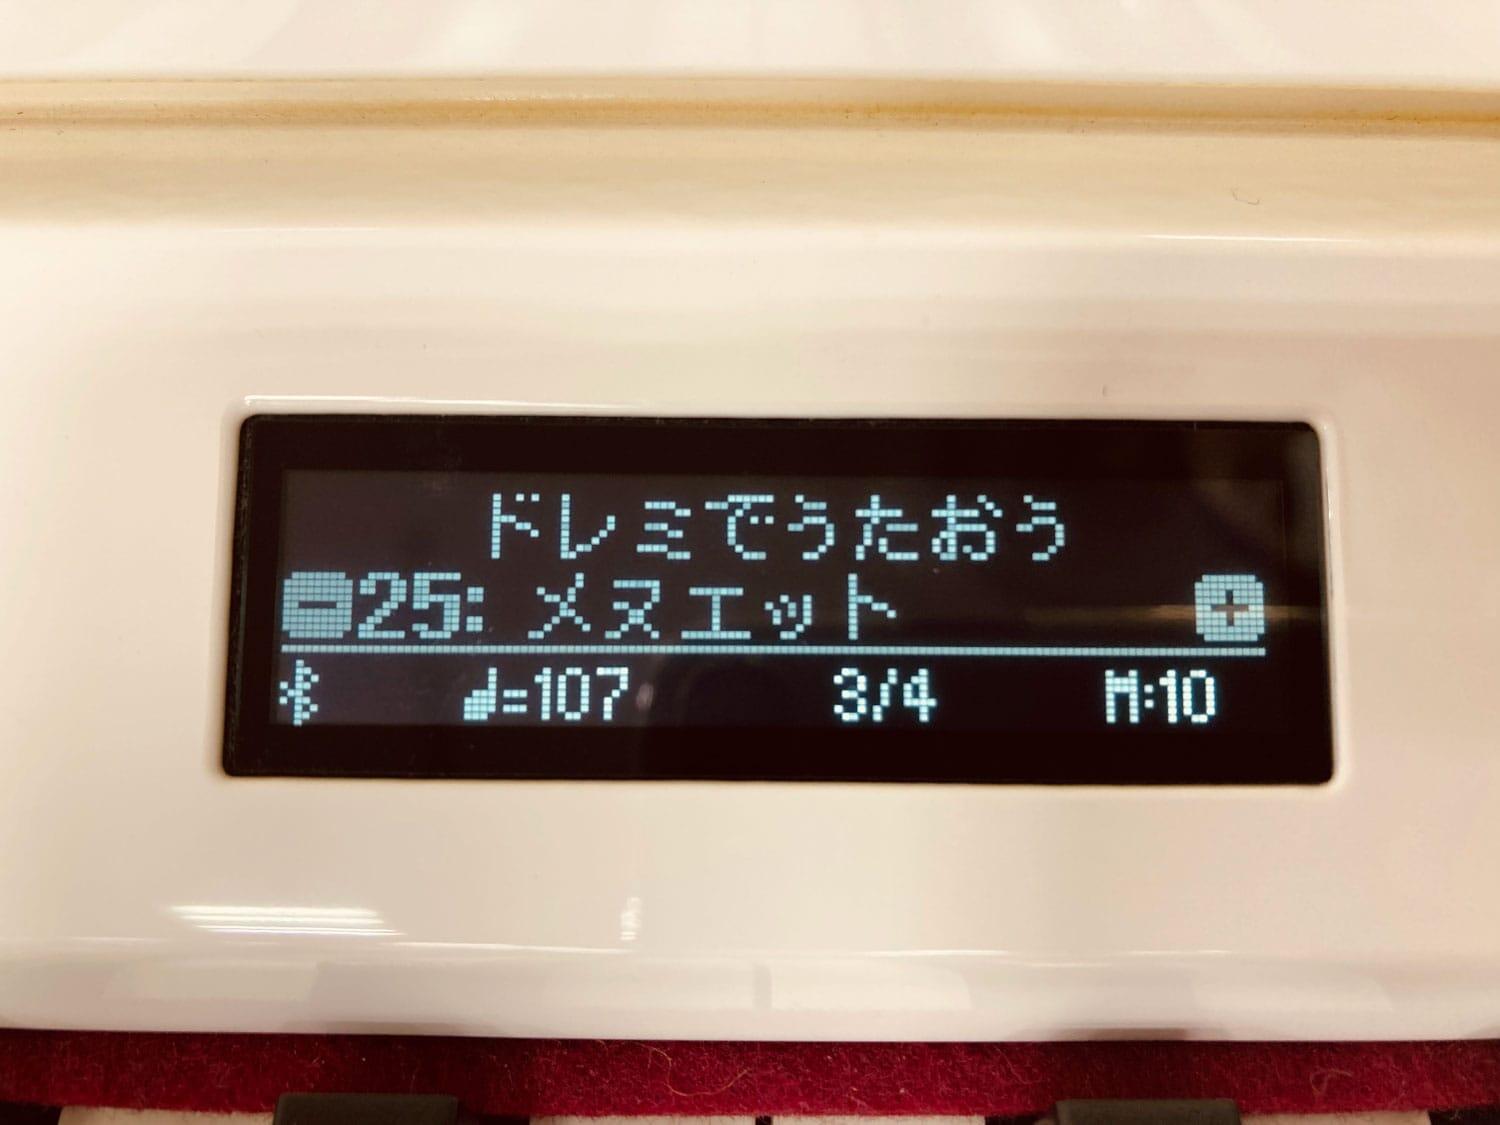 ドレミでうたおう
- 25: メヌエット +
♩=107 3/4 M:10